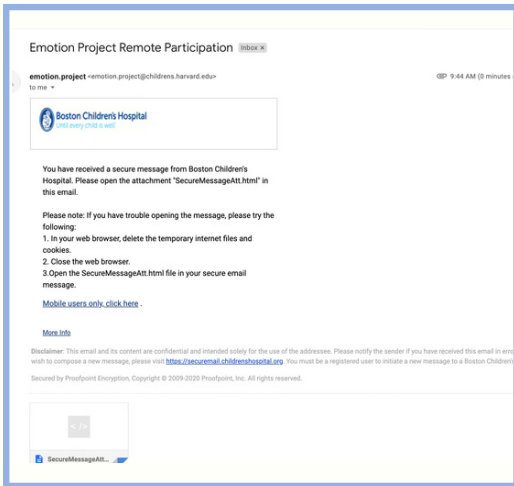 Emotion Project Remote Participation Inbox x
emotion.project <emotion.project@childrens.harvard.edu>
9:44 AM (0 minutes
to me
Boston Children's Hospital
Until every child is well
You have received a secure message from Boston Children's
Hospital. Please open the attachment "SecureMessageAtt.html" in
this email.
Please note: If you have trouble opening the message, please try the
following:
1. In your web browser, delete the temporary internet files and
cookies.
2. Close the web browser.
3.Open the SecureMessageAtt.html file in your secure email
message.
Mobile users only, click here .
More Info
Disclaimer: This email and its content are confidential and intended solely for the use of the addressee. Please notify the sender if you have received this email in erro
wish to compose a new message, please visit https://securemail.childrenshospital.org. You must be a registered user to initiate a new message to a Boston Children
Secured by Proofpoint Encryption, Copyright © 2009-2020 Proofpoint, Inc. All rights reserved.
</>
SecureMessageAtt...